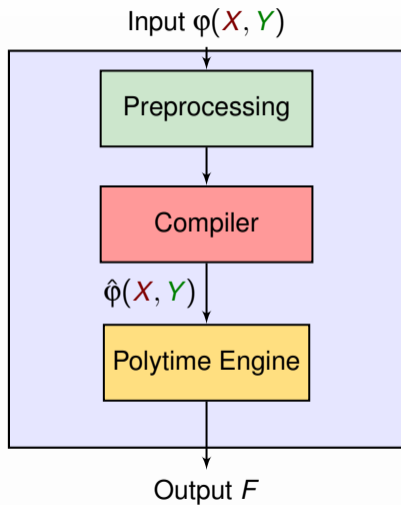 Input φ(X, Y)
Preprocessing
Compiler
φ̂(X, Y)
Polytime Engine
Output F